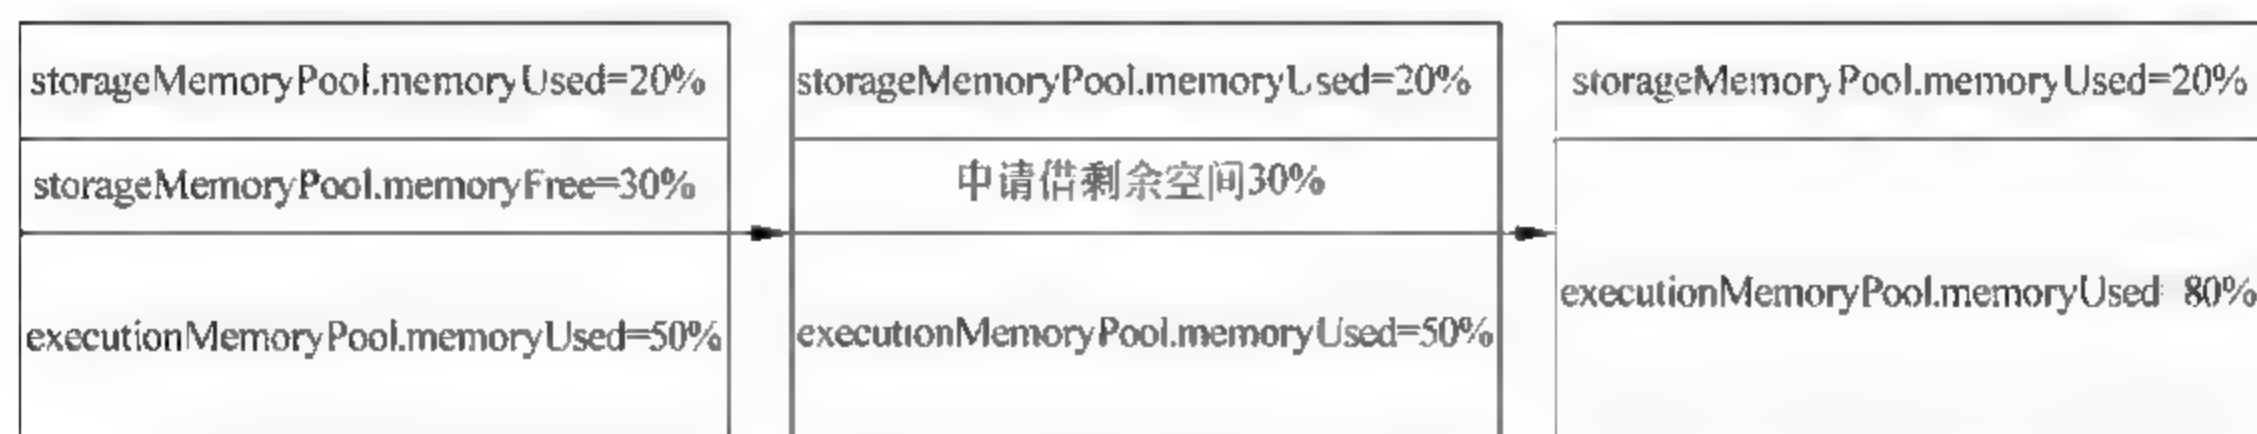 storageMemoryPool.memoryUsed=20%
storageMemoryPool.memoryFree=30%
executionMemoryPool.memoryUsed=50%
storageMemoryPool.memoryUsed=20%
申请借剩余空间30%
executionMemoryPool.memoryUsed=50%
storageMemoryPool.memoryUsed=20%
executionMemoryPool.memoryUsed 80%